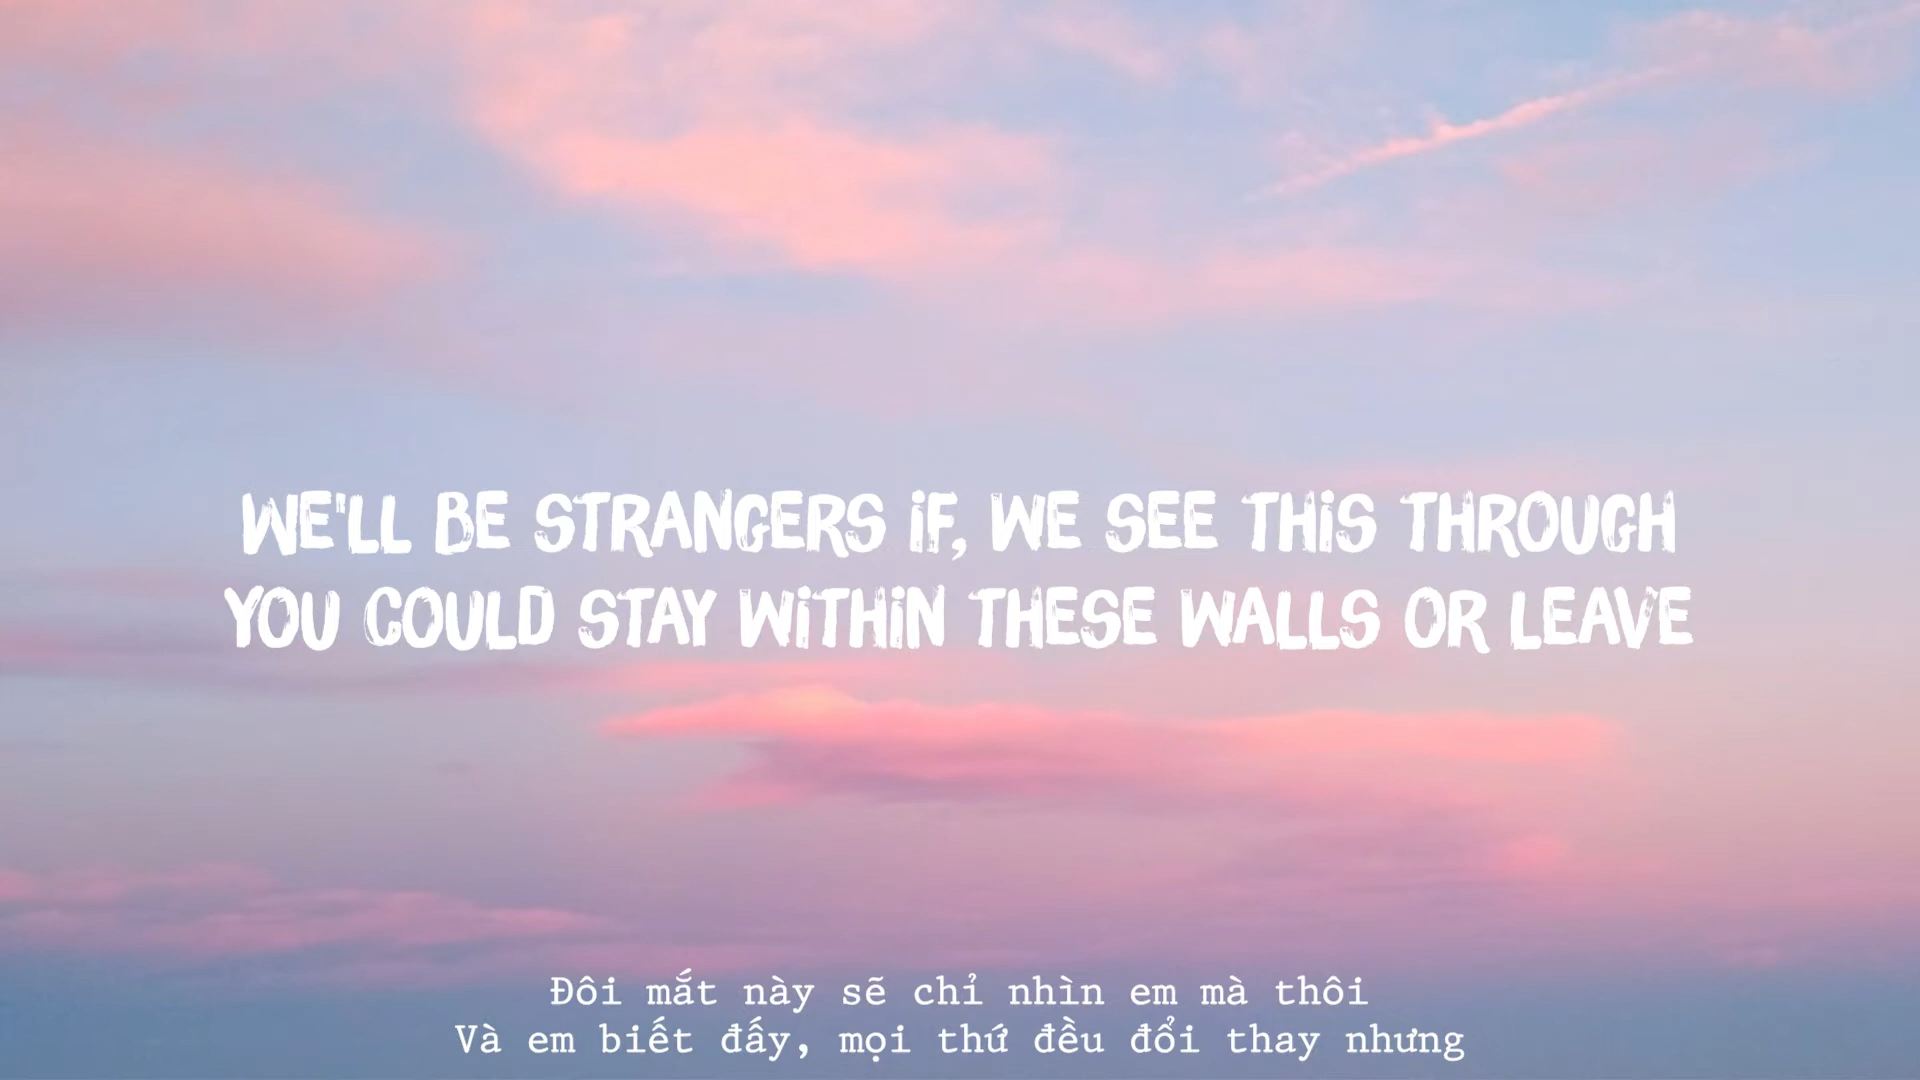 WE'LL BE STRANGERS iF, WE SEE THiS THROUGH
YOU COULD STAY WiTHiN THESE WALLS OR LEAVE
Đôi mắt này sẽ chỉ nhìn em mà thôi
Và em biết đấy, mọi thứ đều đổi thay nhưng